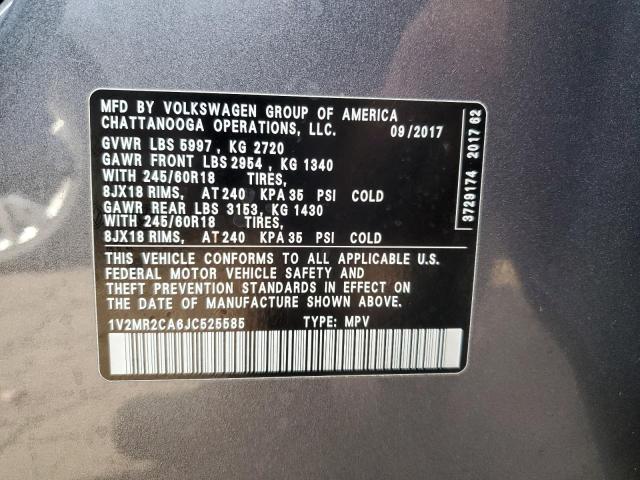 MFD BY VOLKSWAGEN GROUP OF AMERICA
CHATTANOOGA OPERATIONS, LLC. 09/2017
GVWR LBS 5997, KG 2720
GAWR FRONT LBS 2954, KG 1340
WITH 245/60R18 TIRES,
8JX18 RIMS, AT 240 KPA 35 PSI COLD
GAWR REAR LBS 3153, KG 1430
WITH 245/60R18 TIRES,
8JX18 RIMS, AT 240 KPA 35 PSI COLD
THIS VEHICLE CONFORMS TO ALL APPLICABLE U.S.
FEDERAL MOTOR VEHICLE SAFETY AND
THEFT PREVENTION STANDARDS IN EFFECT ON
THE DATE OF MANUFACTURE SHOWN ABOVE.
1V2MR2CA6JC525585 TYPE: MPV
3729174 2017 62